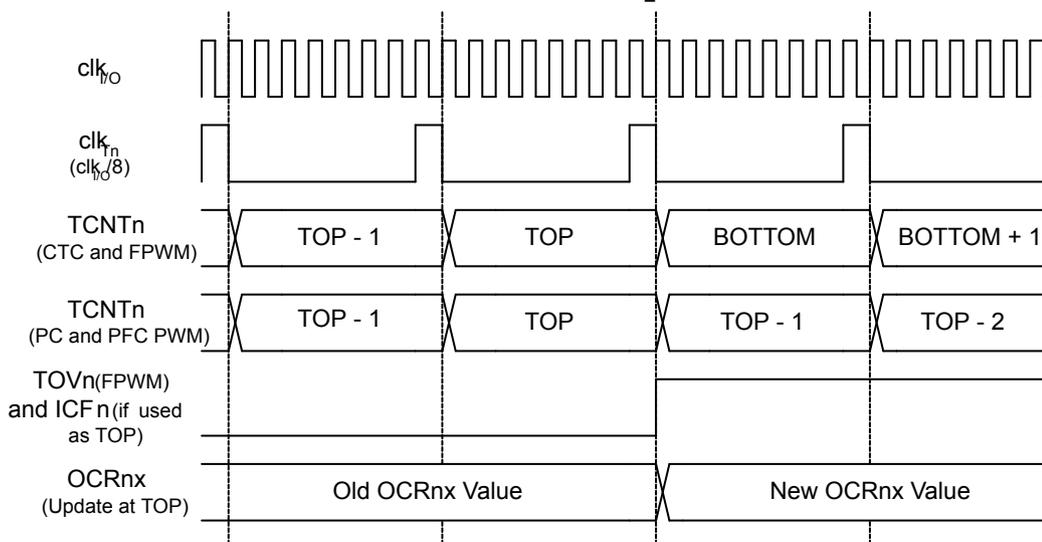 clkI/O
clkTn
(clkI/O/8)
TCNTn
(CTC and FPWM)
TOP - 1
TOP
BOTTOM
BOTTOM + 1
TCNTn
(PC and PFC PWM)
TOP - 1
TOP
TOP - 1
TOP - 2
TOVn(FPWM)
and ICFn(if used
as TOP)
OCRnx
(Update at TOP)
Old OCRnx Value
New OCRnx Value